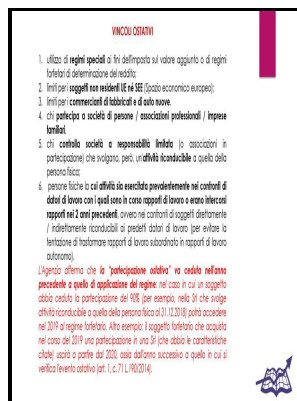 VINCOLI OSTATIVI
1. utilizzo di regimi speciali ai fini dell'imposta sul valore aggiunto o di regimi
forfetari di determinazione del reddito;
2. limiti per i soggetti non residenti UE né SEE (Spazio economico europeo);
3. limiti per i commercianti di fabbricati e di auto nuove.
4. chi partecipa a società di persone / associazioni professionali / imprese
familiari,
5. chi controlla società a responsabilità limitata (o associazioni in
partecipazione) che svolgano, però, un'attività riconducibile a quella della
persona fisica;
6. persone fisiche la cui attività sia esercitata prevalentemente nei confronti di
datori di lavoro con i quali sono in corso rapporti di lavoro o erano intercorsi
rapporti nei 2 anni precedenti, ovvero nei confronti di soggetti direttamente
/ indirettamente riconducibili ai predetti datori di lavoro (per evitare la
tentazione di trasformare rapporti di lavoro subordinato in rapporti di lavoro
autonomo).
L'Agenzia afferma che la "partecipazione ostativa" va ceduta nell'anno
precedente a quello di applicazione del regime: nel caso in cui un soggetto
abbia ceduto la partecipazione del 90% (per esempio, nella Srl che svolge
attività riconducibile a quella della persona fisica al 31.12.2018) potrà accedere
nel 2019 al regime forfetario. Altro esempio: il soggetto forfetario che acquista
nel corso del 2019 una partecipazione in una Srl (che abbia le caratteristiche
citate) uscirà a partire dal 2020, ossia dall'anno successivo a quello in cui si
verifica l'evento ostativo (art. 1, c. 71 L.190/2014).